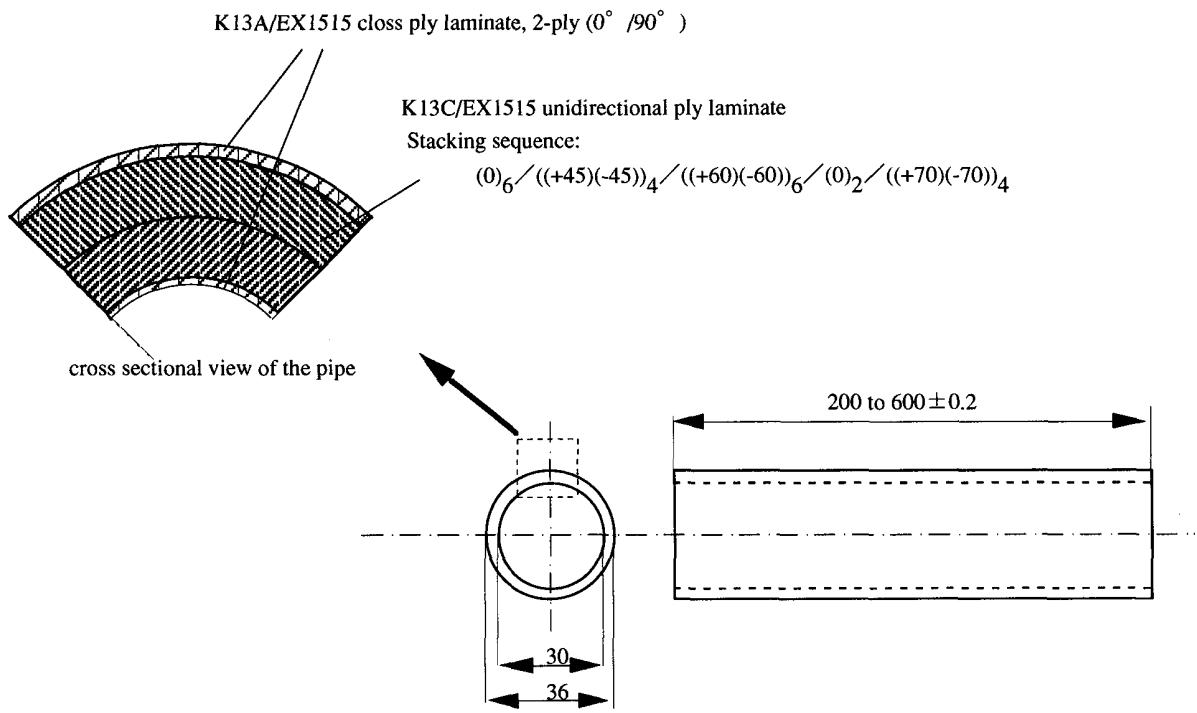 K13A/EX1515 closs ply laminate, 2-ply (0° /90° )
K13C/EX1515 unidirectional ply laminate
Stacking sequence:
(0)6/((+45)(-45))4/((+60)(-60))6/(0)2/((+70)(-70))4
cross sectional view of the pipe
200 to 600±0.2
30
36